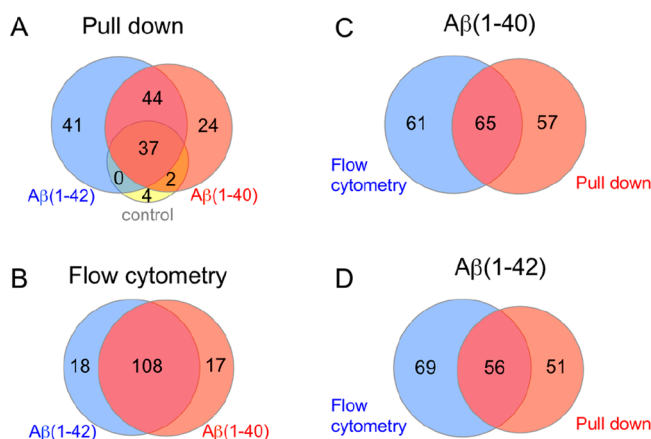 A
Pull down
44
41
24
37
0
2
Aβ(1-42)
4
Aβ(1-40)
control
B
Flow cytometry
18
108
17
Aβ(1-42)
Aβ(1-40)
C
Aβ(1-40)
61
65
57
Flow
cytometry
Pull down
D
Aβ(1-42)
69
56
51
Flow
cytometry
Pull down